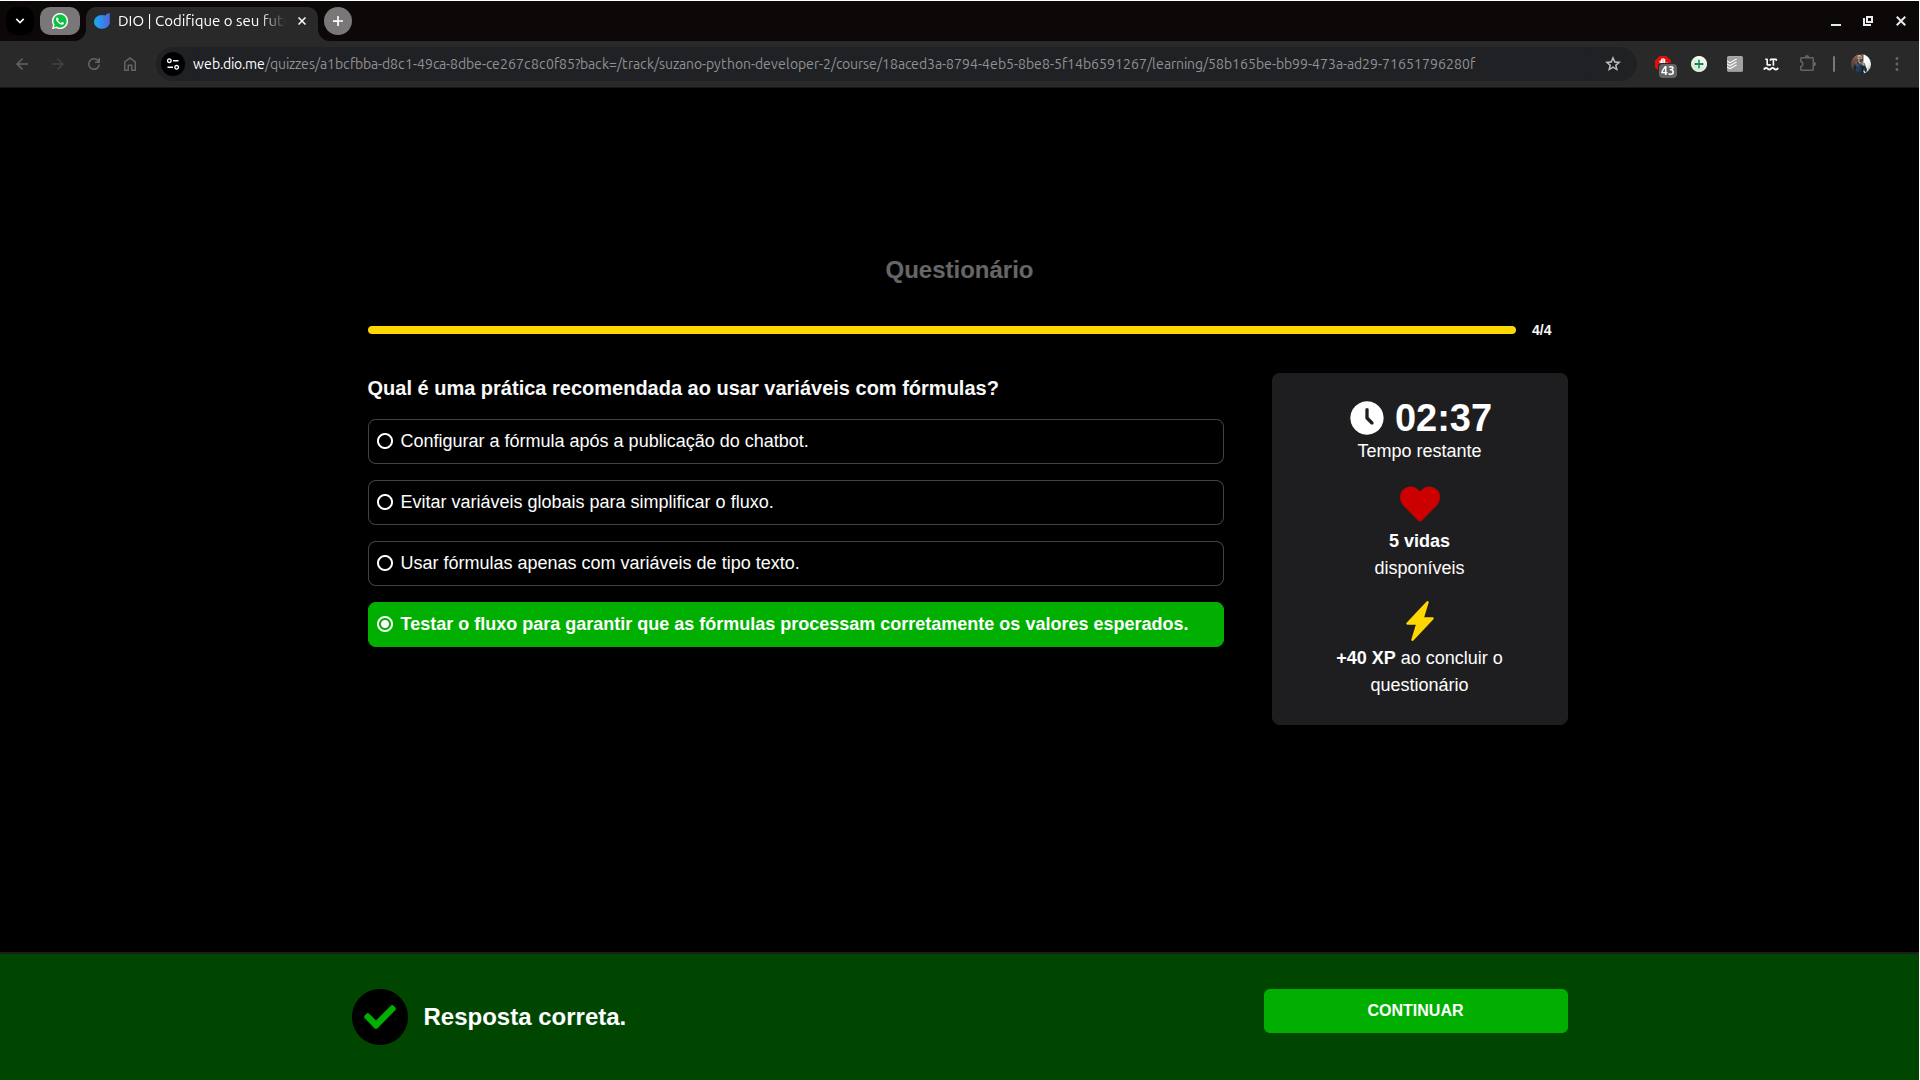 DIO | Codifique o seu fut
web.dio.me/quizzes/a1bcfbba-d8c1-49ca-8dbe-ce267c8c0f85?back=/track/suzano-python-developer-2/course/18aced3a-8794-4eb5-8be8-5f14b6591267/learning/58b165be-bb99-473a-ad29-71651796280f
43
LT
Questionário
4/4
Qual é uma prática recomendada ao usar variáveis com fórmulas?
Configurar a fórmula após a publicação do chatbot.
Evitar variáveis globais para simplificar o fluxo.
Usar fórmulas apenas com variáveis de tipo texto.
Testar o fluxo para garantir que as fórmulas processam corretamente os valores esperados.
02:37
Tempo restante
5 vidas
disponíveis
+40 XP ao concluir o
questionário
Resposta correta.
CONTINUAR